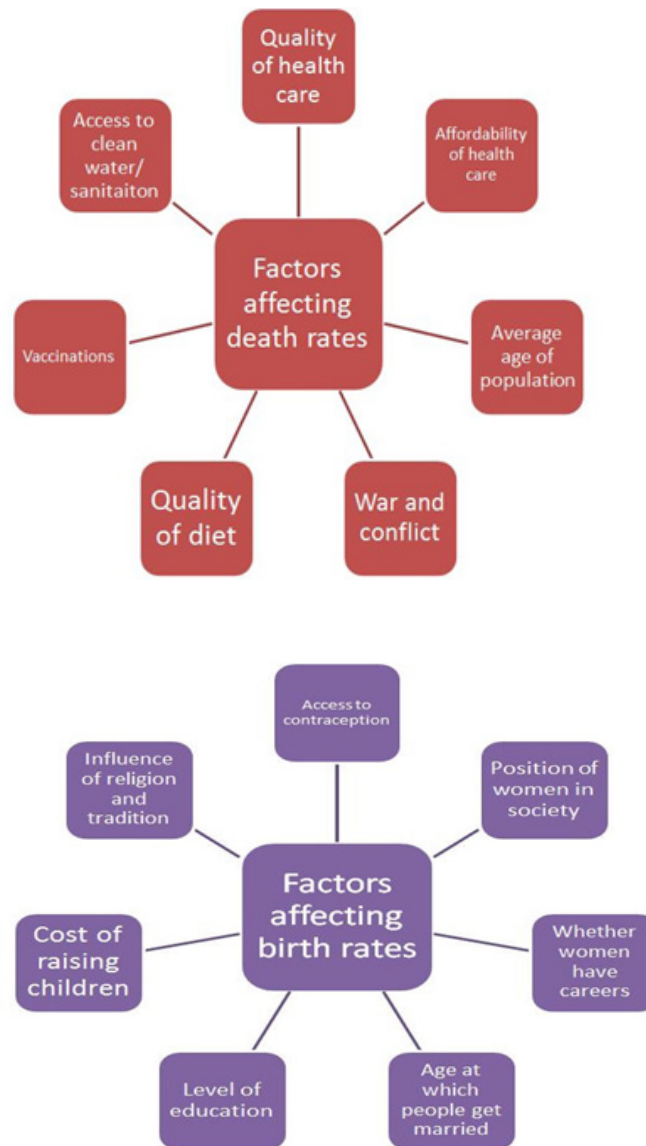 Quality
of health
care
Access to
clean
water/
sanitaiton
Affordability
of health
care
Factors
affecting
death rates
Vaccinations
Average
age of
population
Quality
of diet
War and
conflict
Access to
contraception
Influence
of religion
and
tradition
Position of
women in
society
Factors
affecting
birth rates
Cost of
raising
children
Whether
women
have
careers
Level of
education
Age at
which
people get
married